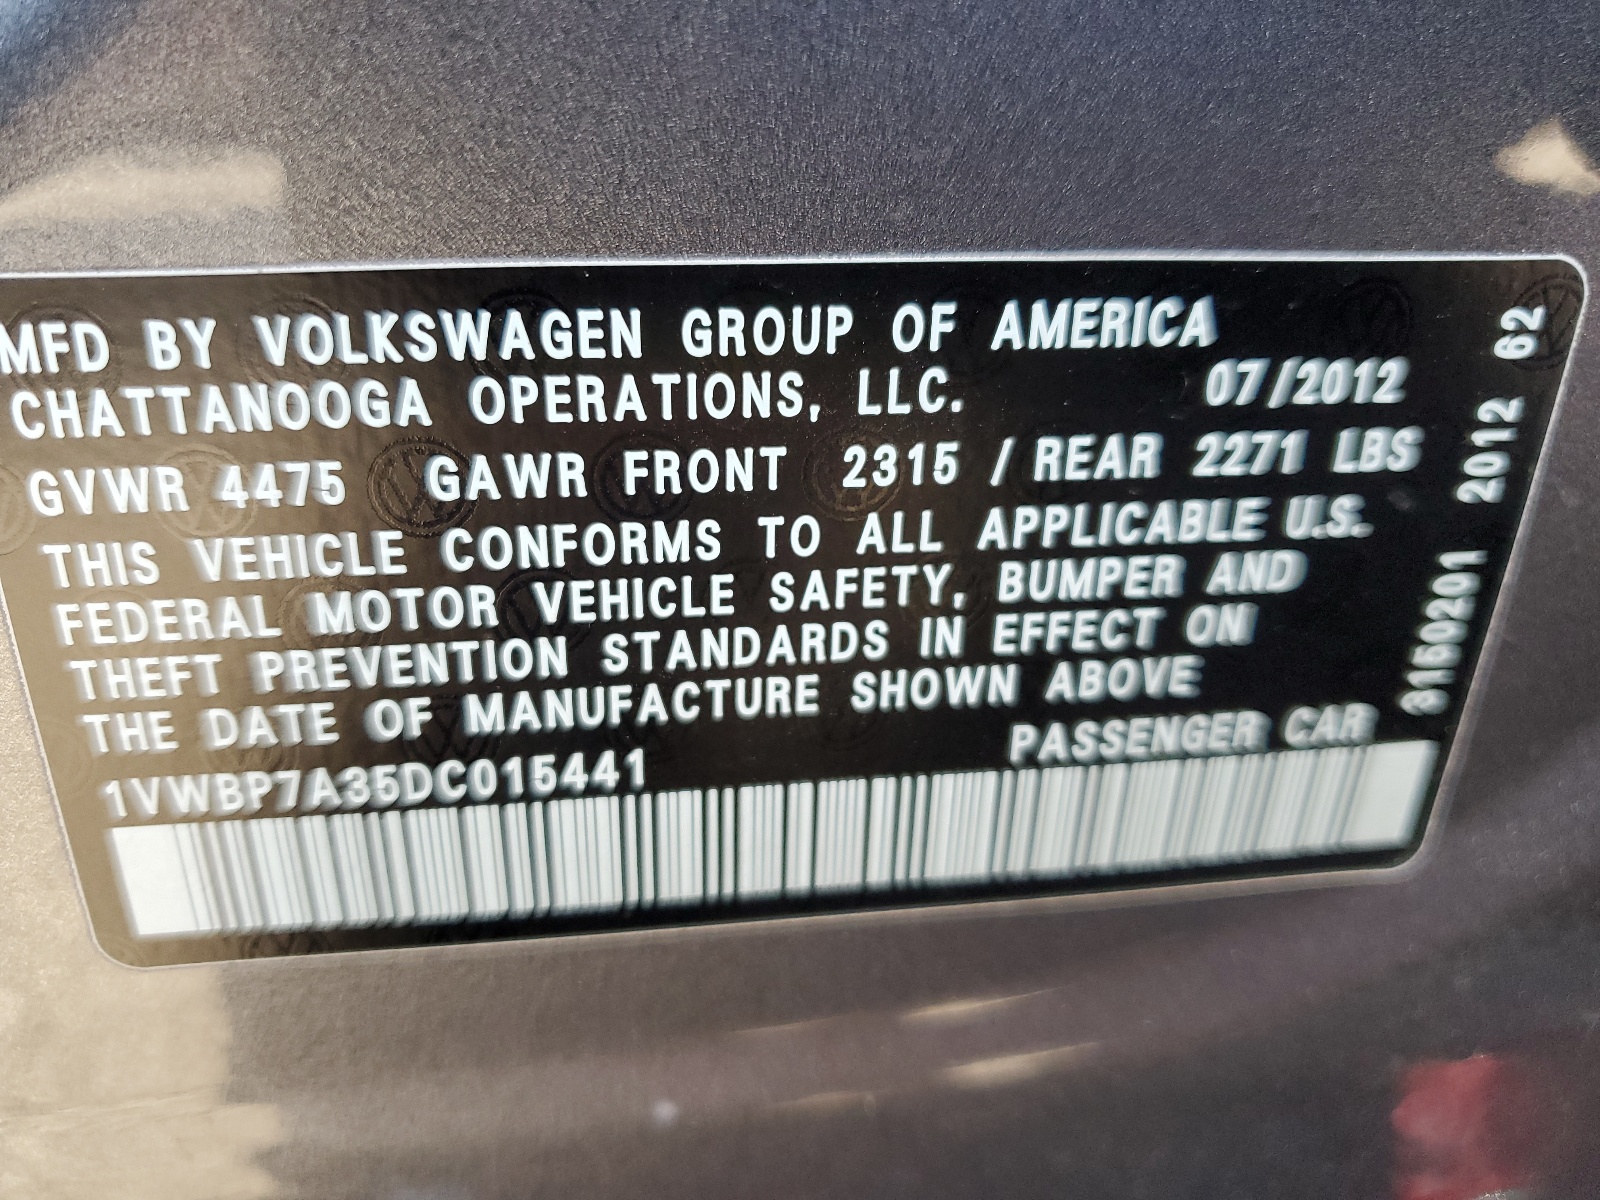 MFD BY VOLKSWAGEN GROUP OF AMERICA
CHATTANOOGA OPERATIONS, LLC. 07/2012
GVWR 4475 GAWR FRONT 2315 / REAR 2271 LBS
THIS VEHICLE CONFORMS TO ALL APPLICABLE U.S.
FEDERAL MOTOR VEHICLE SAFETY, BUMPER AND
THEFT PREVENTION STANDARDS IN EFFECT ON
THE DATE OF MANUFACTURE SHOWN ABOVE
1VWBP7A35DC015441 PASSENGER CAR
3150201 2012 62